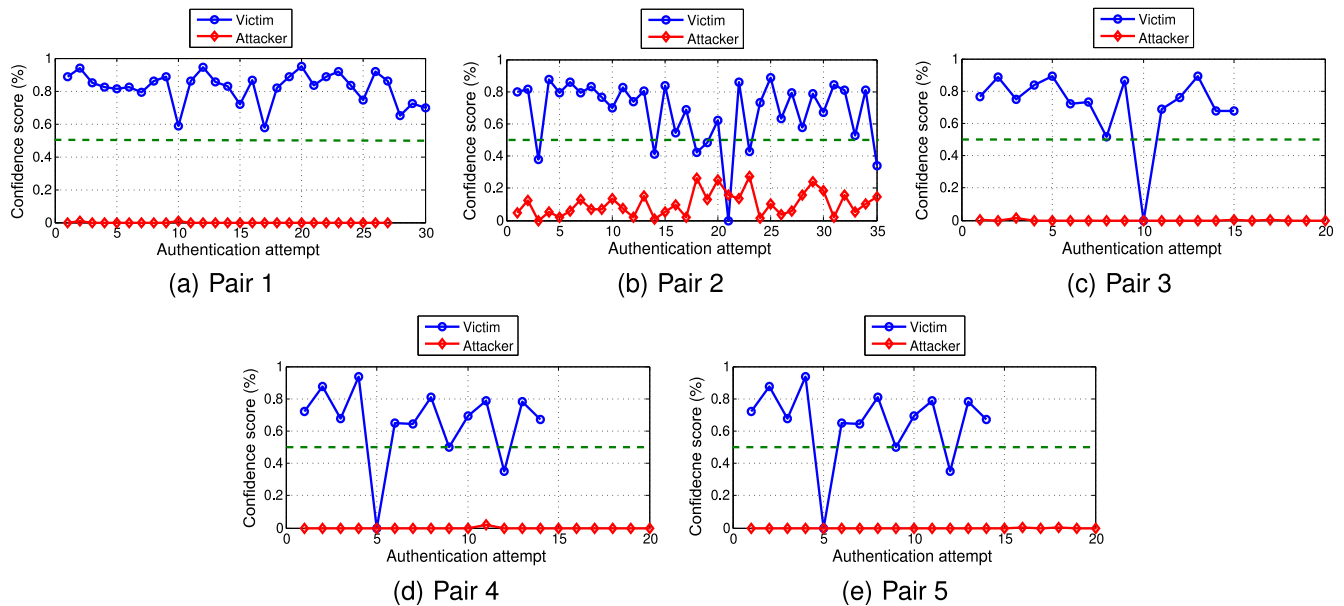 Victim
Attacker
Confidence score (%)
1
0.8
0.6
0.4
0.2
0
0 5 10 15 20 25 30
Authentication attempt
(a) Pair 1
Victim
Attacker
Confidence score (%)
1
0.8
0.6
0.4
0.2
0
0 5 10 15 20 25 30 35
Authentication attempt
(b) Pair 2
Victim
Attacker
Confidence score (%)
1
0.8
0.6
0.4
0.2
0
0 5 10 15 20
Authentication attempt
(c) Pair 3
Victim
Attacker
Confidence score (%)
1
0.8
0.6
0.4
0.2
0
0 5 10 15 20
Authentication attempt
(d) Pair 4
Victim
Attacker
Confidecne score (%)
1
0.8
0.6
0.4
0.2
0
0 5 10 15 20
Authentication attempt
(e) Pair 5